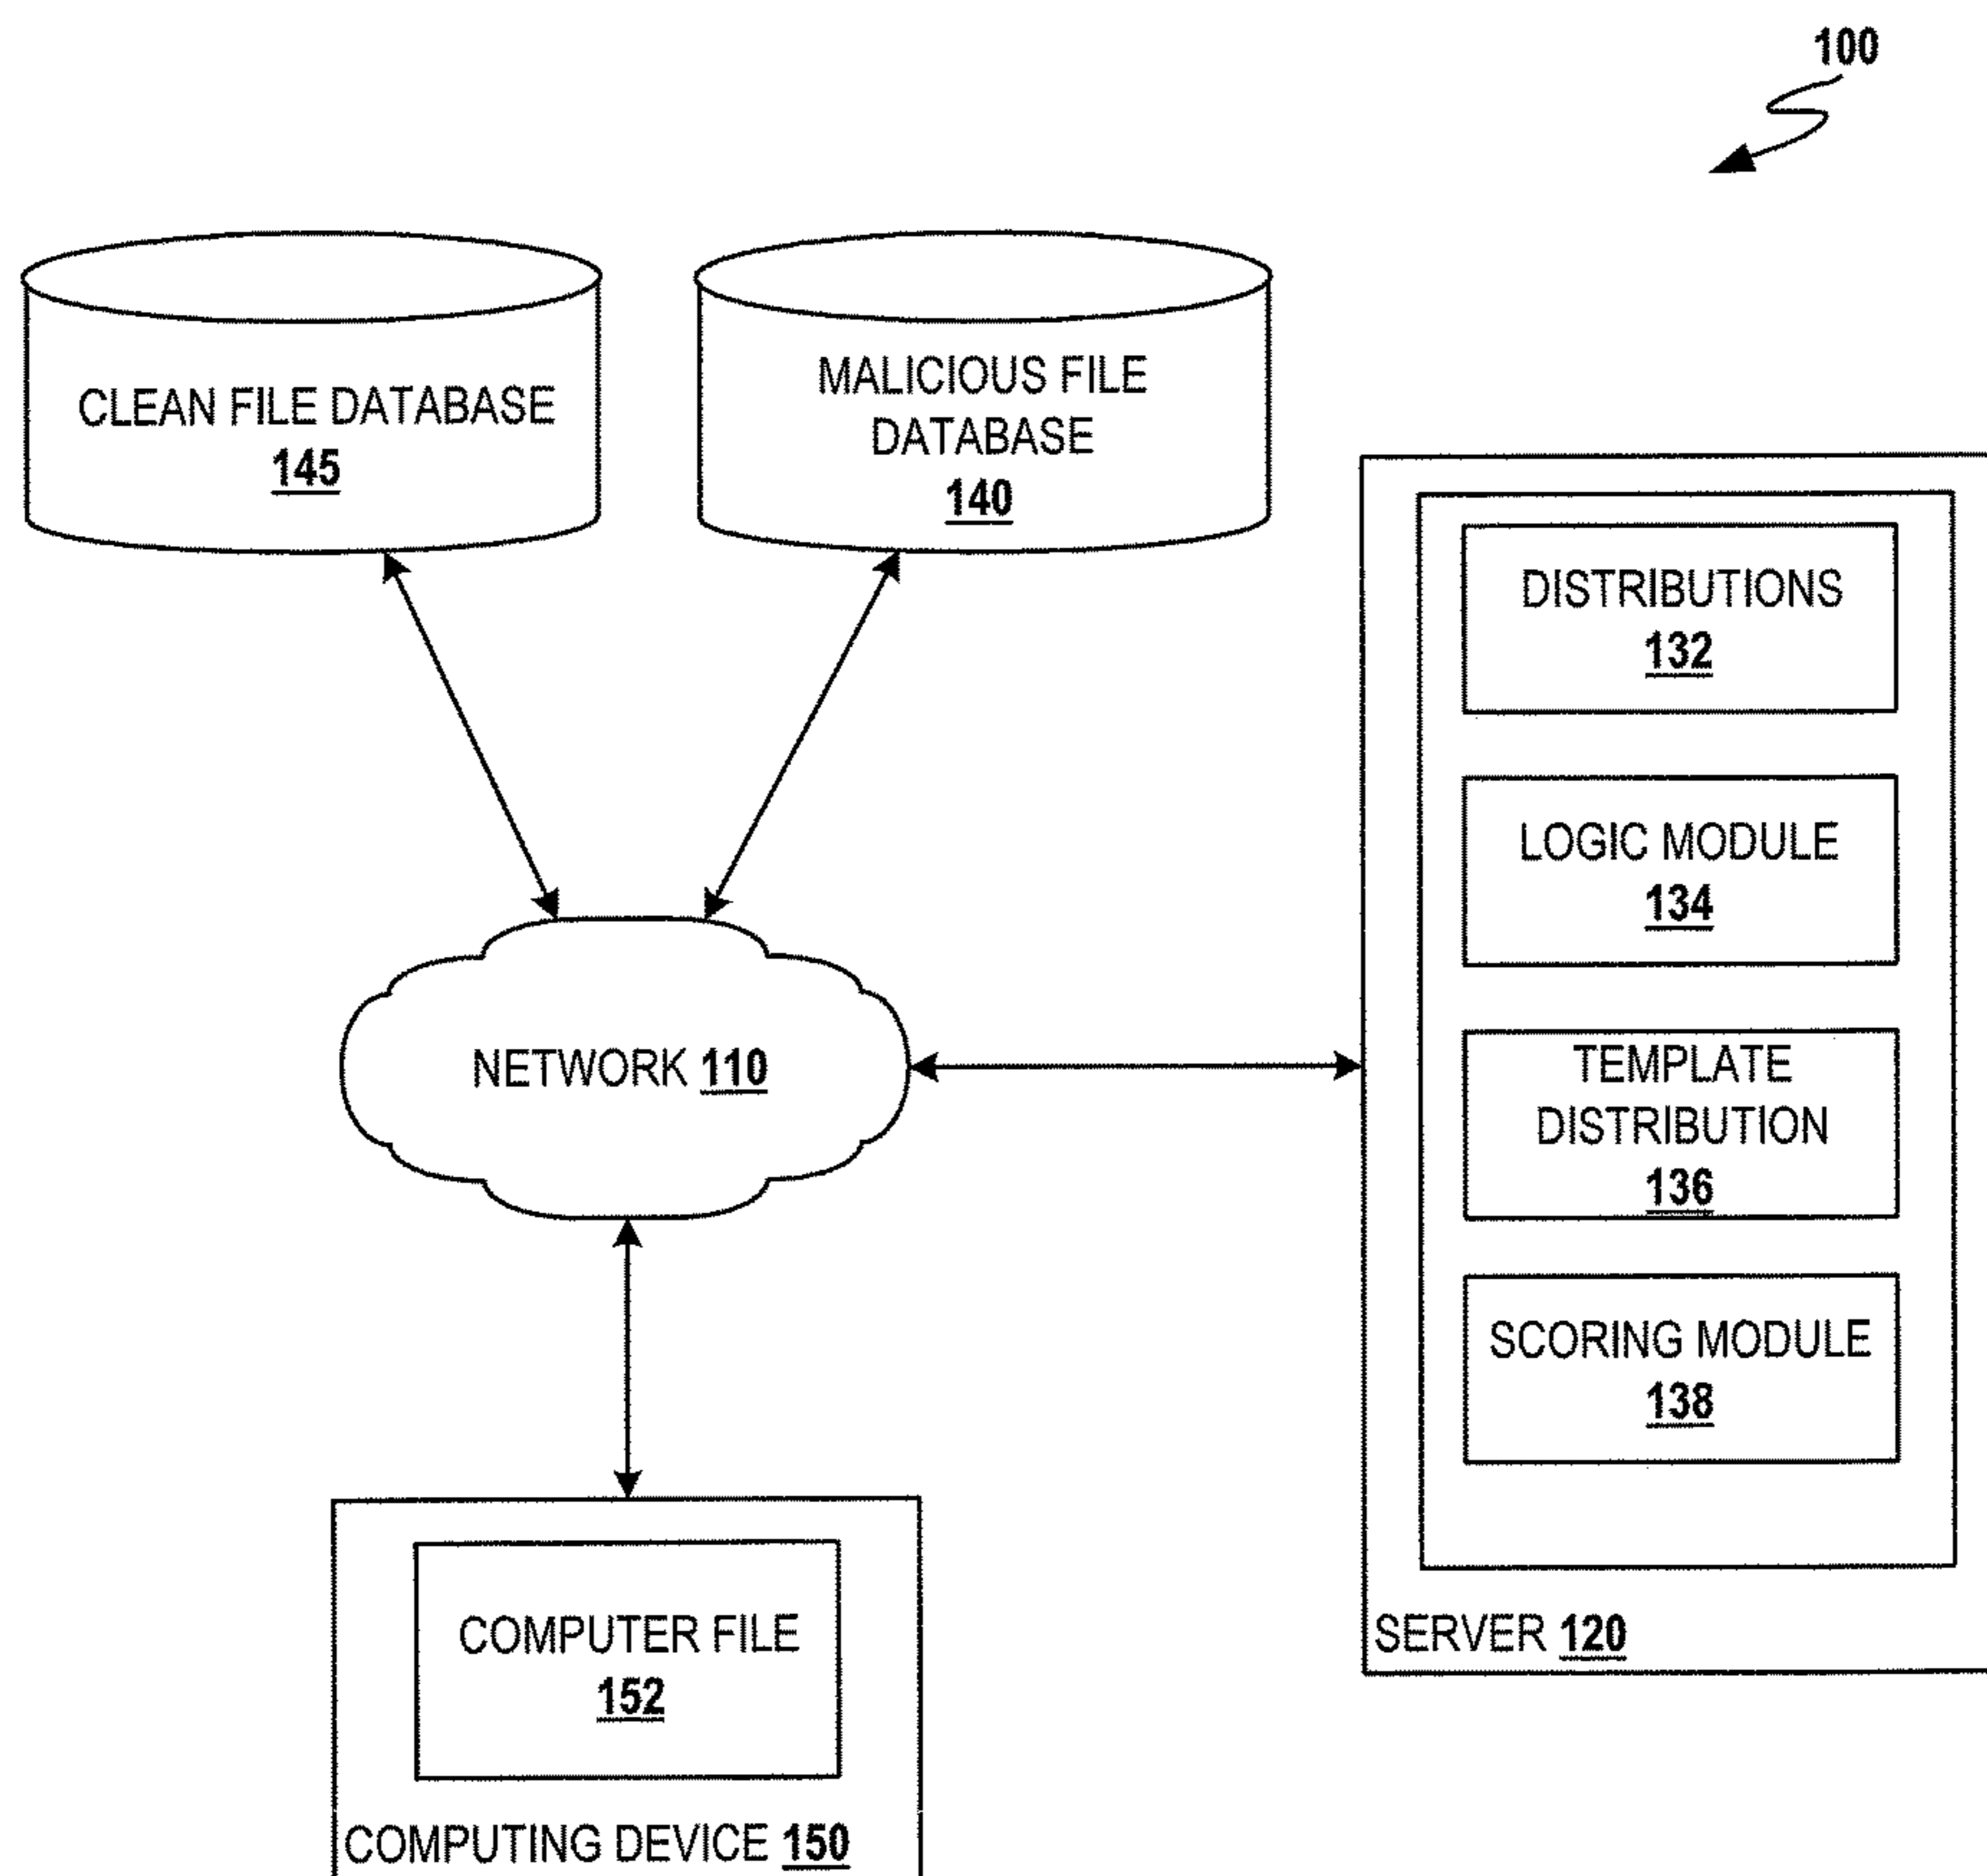 100
CLEAN FILE DATABASE
145
MALICIOUS FILE
DATABASE
140
DISTRIBUTIONS
132
LOGIC MODULE
134
TEMPLATE
DISTRIBUTION
136
SCORING MODULE
138
SERVER 120
NETWORK 110
COMPUTER FILE
152
COMPUTING DEVICE 150